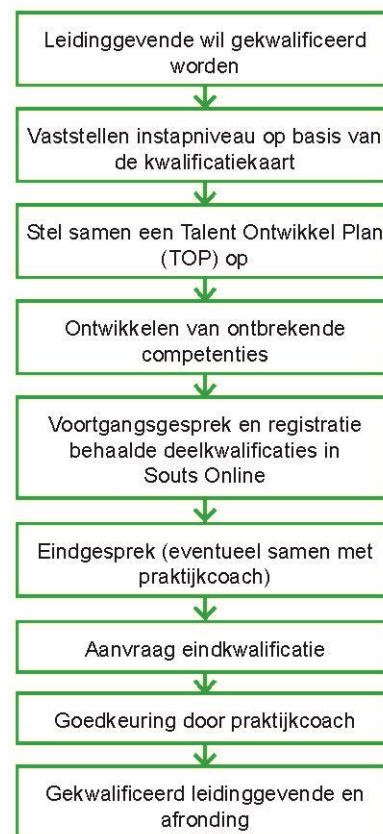 Leidinggevende wil gekwalificeerd
worden
Vaststellen instapniveau op basis van
de kwalificatiekaart
Stel samen een Talent Ontwikkel Plan
(TOP) op
Ontwikkelen van ontbrekende
competenties
Voortgangsgesprek en registratie
behaalde deelkwalificaties in
Souts Online
Eindgesprek (eventueel samen met
praktijkcoach)
Aanvraag eindkwalificatie
Goedkeuring door praktijkcoach
Gekwalificeerd leidinggevende en
afronding